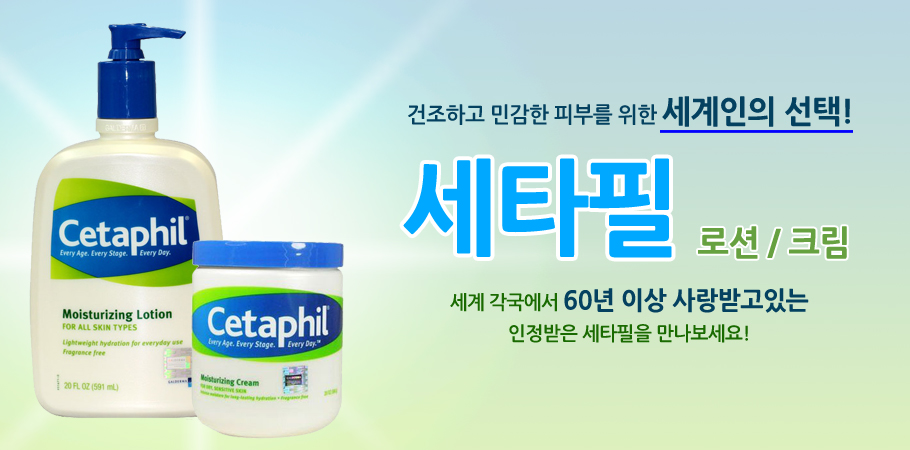 건조하고 민감한 피부를 위한 세계인의 선택!
세타필 로션 / 크림
세계 각국에서 60년 이상 사랑받고있는
인정받은 세타필을 만나보세요!
Cetaphil
Every Age. Every Stage. Every Day.
Moisturizing Lotion
FOR ALL SKIN TYPES
Lightweight hydration for everyday use
Fragrance free
20 FL OZ (591 mL)
Cetaphil
Every Age. Every Stage. Every Day.™
Moisturizing Cream